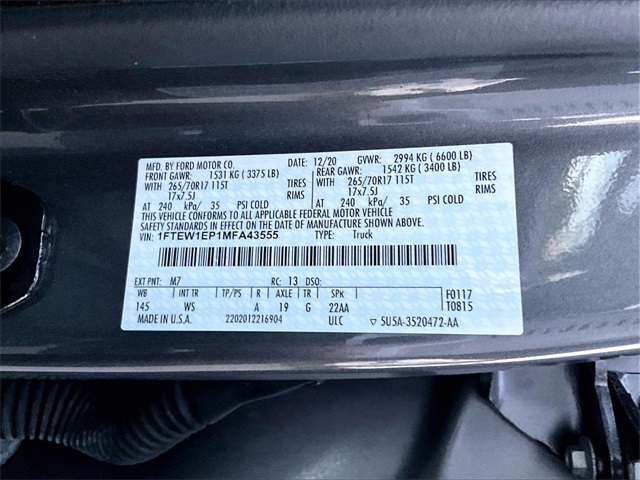 MFD. BY FORD MOTOR CO. 12/20 GVWR: 2994 KG ( 6600 LB)
FRONT GAWR: 1531 KG ( 3375 LB) REAR GAWR: 1542 KG ( 3400 LB)
WITH 265/70R17 115T TIRES WITH 265/70R17 115T TIRES
17x7.5J RIMS 17x7.5J RIMS
AT 240 kPa/ 35 PSI COLD AT 240 kPa/ 35 PSI COLD
THIS VEHICLE CONFORMS TO ALL APPLICABLE FEDERAL MOTOR VEHICLE
SAFETY STANDARDS IN EFFECT ON THE DATE OF MANUFACTURE SHOWN ABOVE.
VIN: 1FTEW1EP1MFA43555 TYPE: Truck
EXT PNT: M7 RC: 13 DSO: F0117
WB INT TR TP/PS R AXLE TR SPK T0815
145 WS A 19 G 22AA
MADE IN U.S.A. 2202012216904 ULC ▽ 5U5A-3520472-AA